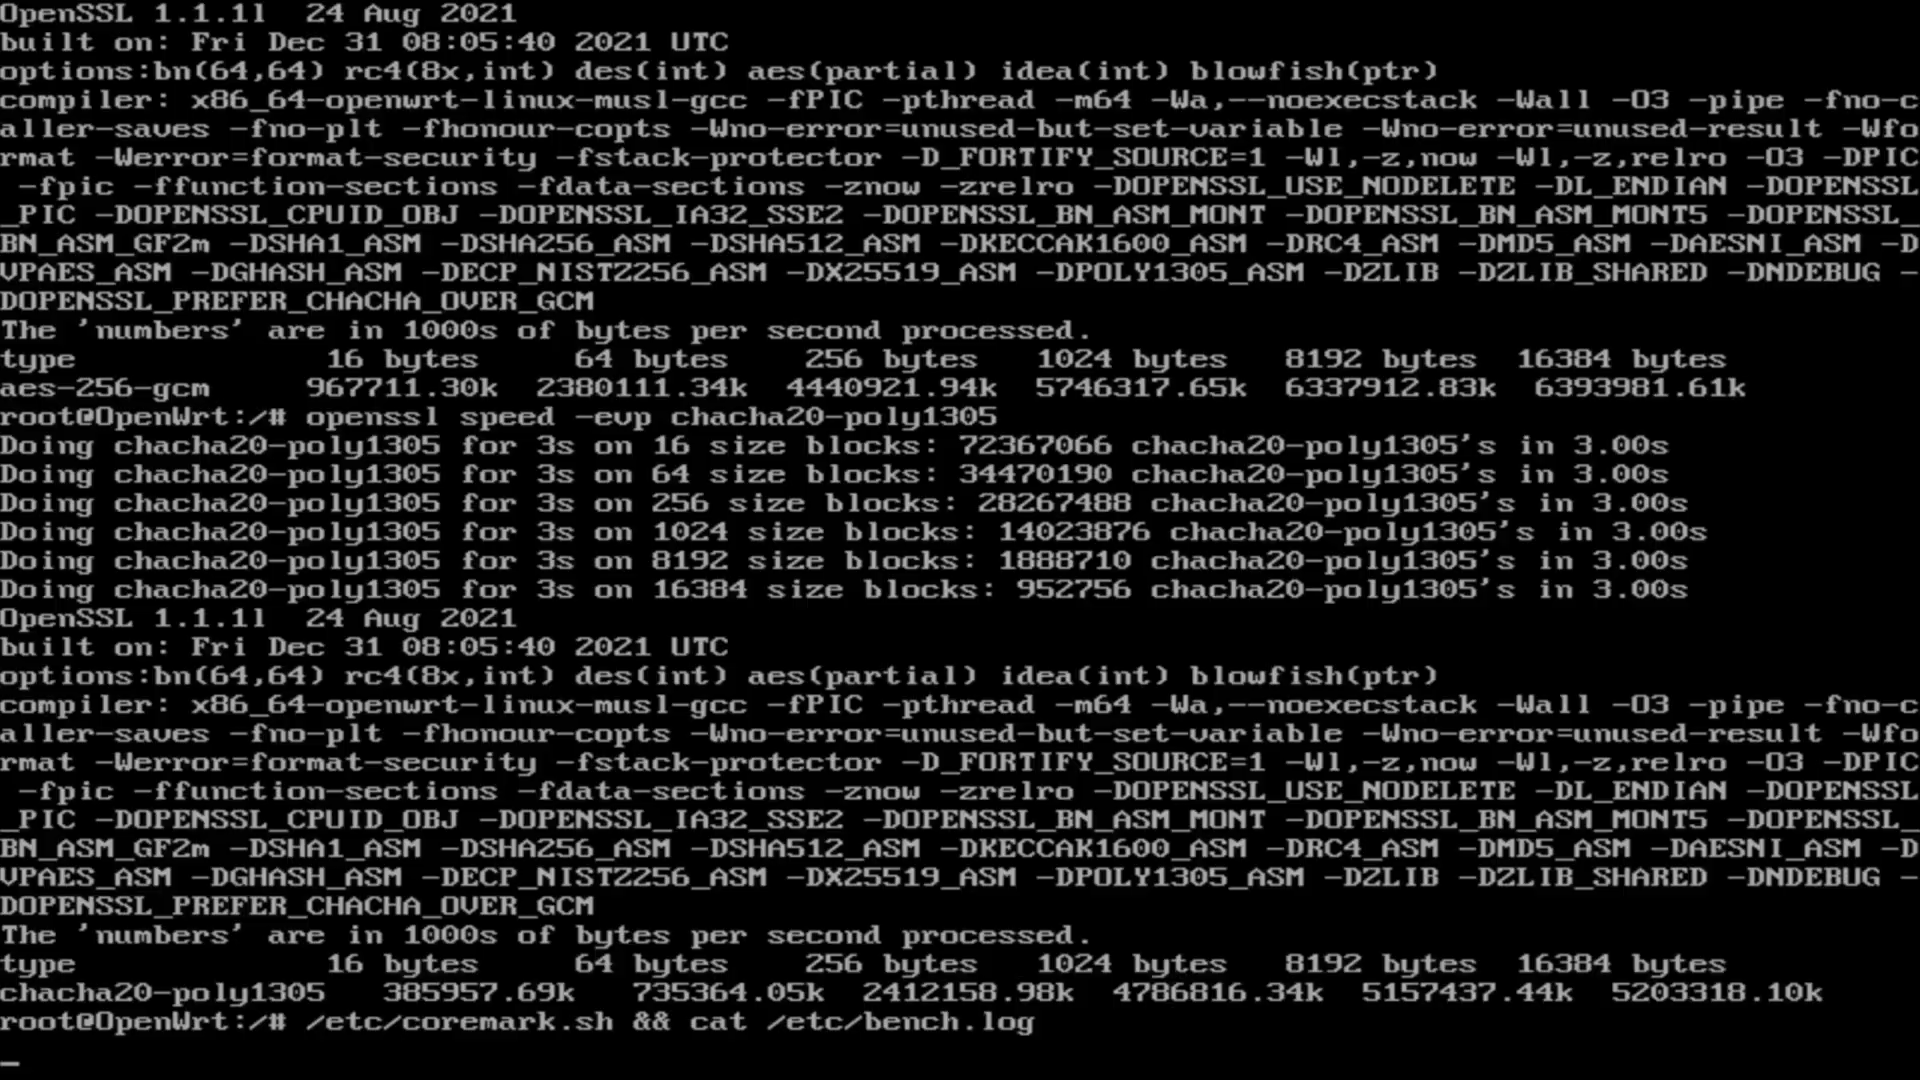 OpenSSL 1.1.1l  24 Aug 2021
built on: Fri Dec 31 08:05:40 2021 UTC
options:bn(64,64) rc4(8x,int) des(int) aes(partial) idea(int) blowfish(ptr)
compiler: x86_64-openwrt-linux-musl-gcc -fPIC -pthread -m64 -Wa,--noexecstack -Wall -O3 -pipe -fno-c
aller-saves -fno-plt -fhonour-copts -Wno-error=unused-but-set-variable -Wno-error=unused-result -Wfo
rmat -Werror=format-security -fstack-protector -D_FORTIFY_SOURCE=1 -Wl,-z,now -Wl,-z,relro -O3 -DPIC
 -fpic -ffunction-sections -fdata-sections -znow -zrelro -DOPENSSL_USE_NODELETE -DL_ENDIAN -DOPENSSL
_PIC -DOPENSSL_CPUID_OBJ -DOPENSSL_IA32_SSE2 -DOPENSSL_BN_ASM_MONT -DOPENSSL_BN_ASM_MONT5 -DOPENSSL_
BN_ASM_GF2m -DSHA1_ASM -DSHA256_ASM -DSHA512_ASM -DKECCAK1600_ASM -DRC4_ASM -DMD5_ASM -DAESNI_ASM -D
VPAES_ASM -DGHASH_ASM -DECP_NISTZ256_ASM -DX25519_ASM -DPOLY1305_ASM -DZLIB -DZLIB_SHARED -DNDEBUG -
DOPENSSL_PREFER_CHACHA_OVER_GCM
The 'numbers' are in 1000s of bytes per second processed.
type             16 bytes     64 bytes    256 bytes   1024 bytes   8192 bytes  16384 bytes
aes-256-gcm     967711.30k  2380111.34k  4440921.94k  5746317.65k  6337912.83k  6393981.61k
root@OpenWrt:/# openssl speed -evp chacha20-poly1305
Doing chacha20-poly1305 for 3s on 16 size blocks: 72367066 chacha20-poly1305's in 3.00s
Doing chacha20-poly1305 for 3s on 64 size blocks: 34470190 chacha20-poly1305's in 3.00s
Doing chacha20-poly1305 for 3s on 256 size blocks: 28267488 chacha20-poly1305's in 3.00s
Doing chacha20-poly1305 for 3s on 1024 size blocks: 14023876 chacha20-poly1305's in 3.00s
Doing chacha20-poly1305 for 3s on 8192 size blocks: 1888710 chacha20-poly1305's in 3.00s
Doing chacha20-poly1305 for 3s on 16384 size blocks: 952756 chacha20-poly1305's in 3.00s
OpenSSL 1.1.1l  24 Aug 2021
built on: Fri Dec 31 08:05:40 2021 UTC
options:bn(64,64) rc4(8x,int) des(int) aes(partial) idea(int) blowfish(ptr)
compiler: x86_64-openwrt-linux-musl-gcc -fPIC -pthread -m64 -Wa,--noexecstack -Wall -O3 -pipe -fno-c
aller-saves -fno-plt -fhonour-copts -Wno-error=unused-but-set-variable -Wno-error=unused-result -Wfo
rmat -Werror=format-security -fstack-protector -D_FORTIFY_SOURCE=1 -Wl,-z,now -Wl,-z,relro -O3 -DPIC
 -fpic -ffunction-sections -fdata-sections -znow -zrelro -DOPENSSL_USE_NODELETE -DL_ENDIAN -DOPENSSL
_PIC -DOPENSSL_CPUID_OBJ -DOPENSSL_IA32_SSE2 -DOPENSSL_BN_ASM_MONT -DOPENSSL_BN_ASM_MONT5 -DOPENSSL_
BN_ASM_GF2m -DSHA1_ASM -DSHA256_ASM -DSHA512_ASM -DKECCAK1600_ASM -DRC4_ASM -DMD5_ASM -DAESNI_ASM -D
VPAES_ASM -DGHASH_ASM -DECP_NISTZ256_ASM -DX25519_ASM -DPOLY1305_ASM -DZLIB -DZLIB_SHARED -DNDEBUG -
DOPENSSL_PREFER_CHACHA_OVER_GCM
The 'numbers' are in 1000s of bytes per second processed.
type             16 bytes     64 bytes    256 bytes   1024 bytes   8192 bytes  16384 bytes
chacha20-poly1305   385957.69k   735364.05k  2412158.98k  4786816.34k  5157437.44k  5203318.10k
root@OpenWrt:/# /etc/coremark.sh && cat /etc/bench.log